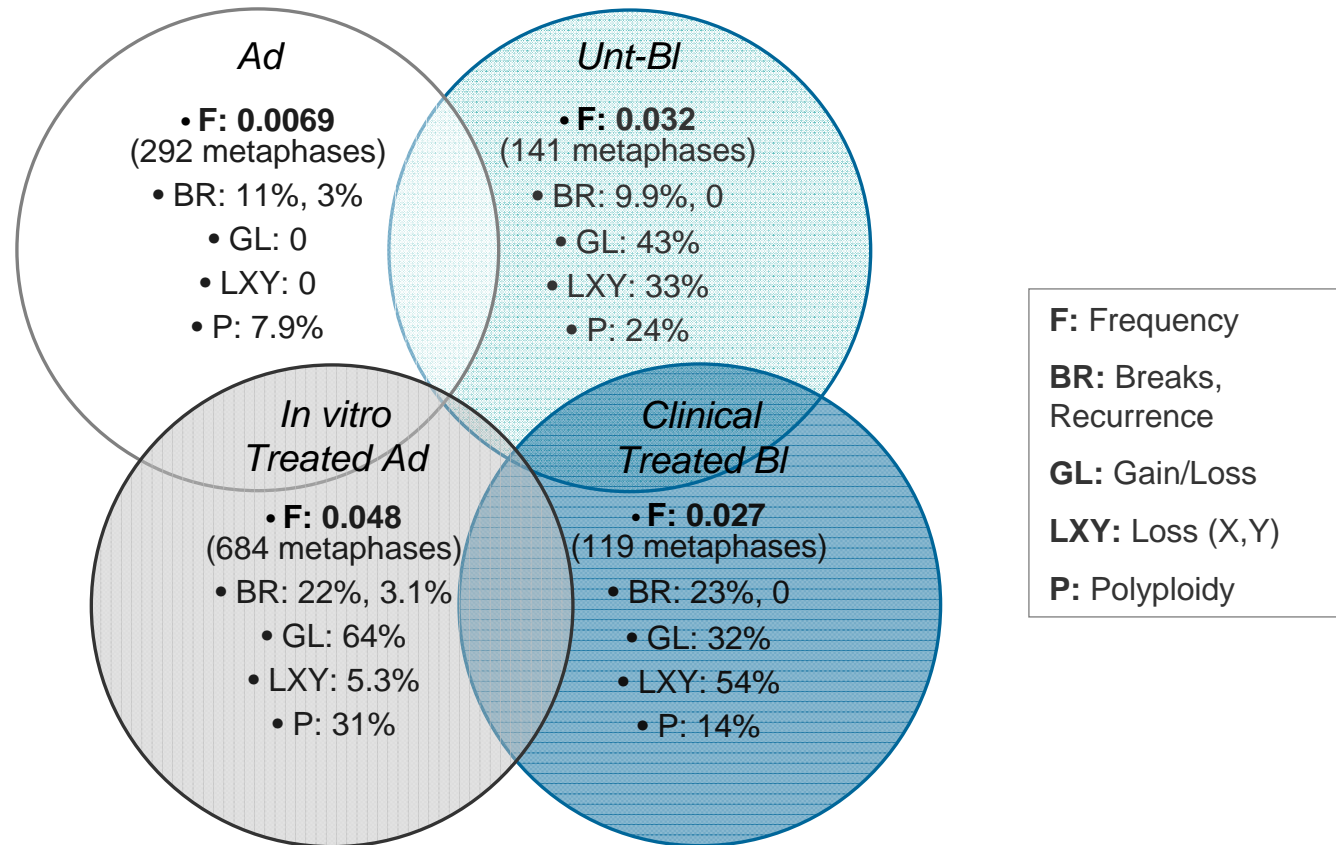 Ad
• F: 0.0069
(292 metaphases)
• BR: 11%, 3%
• GL: 0
• LXY: 0
• P: 7.9%
Unt-Bl
• F: 0.032
(141 metaphases)
• BR: 9.9%, 0
• GL: 43%
• LXY: 33%
• P: 24%
In vitro
Treated Ad
• F: 0.048
(684 metaphases)
• BR: 22%, 3.1%
• GL: 64%
• LXY: 5.3%
• P: 31%
Clinical
Treated Bl
• F: 0.027
(119 metaphases)
• BR: 23%, 0
• GL: 32%
• LXY: 54%
• P: 14%
F: Frequency
BR: Breaks,
Recurrence
GL: Gain/Loss
LXY: Loss (X,Y)
P: Polyploidy